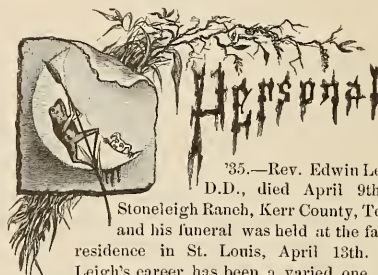 Personal
'35.—Rev. Edwin Le
D.D., died April 9th
Stoneleigh Ranch, Kerr County, Te
and his funeral was held at the fa
residence in St. Louis, April 13th.
Leigh's career has been a varied one